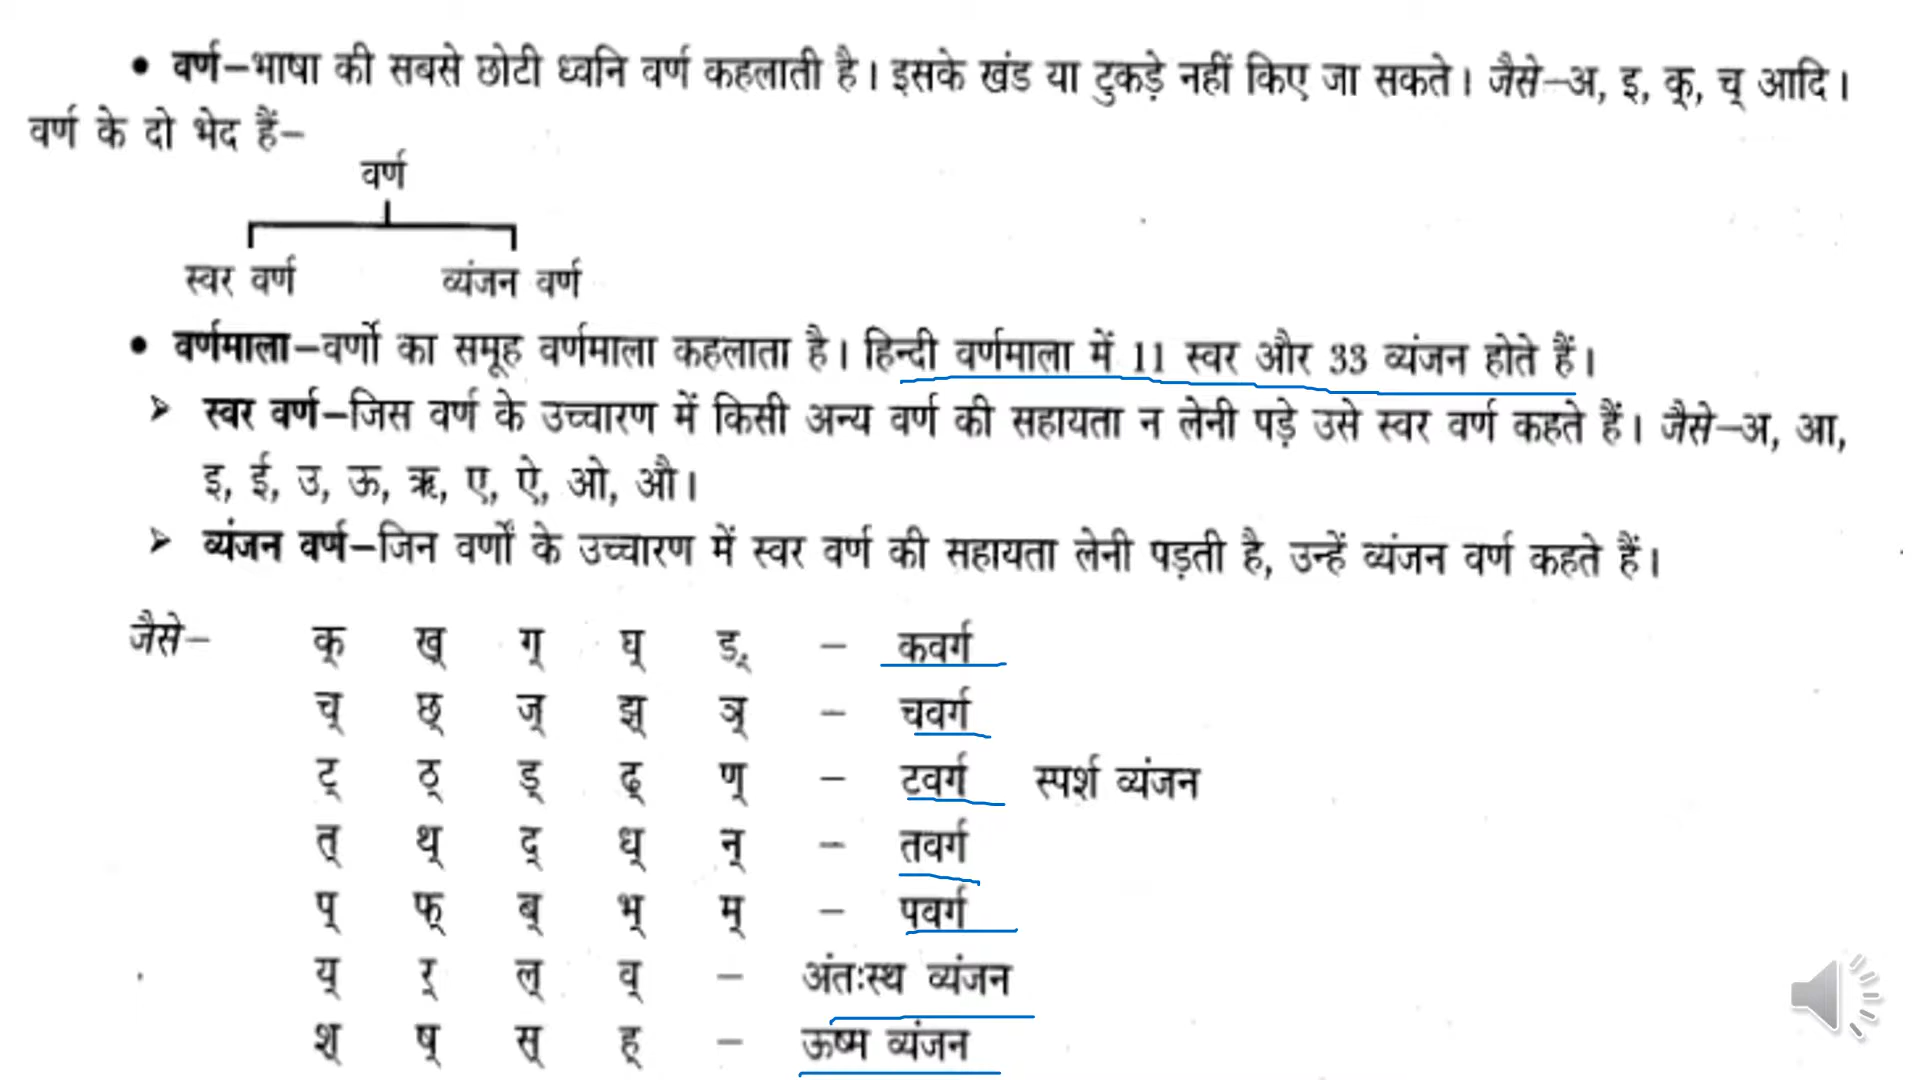 • वर्ण–भाषा की सबसे छोटी ध्वनि वर्ण कहलाती है। इसके खंड या टुकड़े नहीं किए जा सकते। जैसे–अ, इ, क्, च् आदि।
वर्ण के दो भेद हैं–
वर्ण
स्वर वर्ण व्यंजन वर्ण
• वर्णमाला–वर्णो का समूह वर्णमाला कहलाता है। हिन्दी वर्णमाला में 11 स्वर और 33 व्यंजन होते हैं।
➤ स्वर वर्ण–जिस वर्ण के उच्चारण में किसी अन्य वर्ण की सहायता न लेनी पड़े उसे स्वर वर्ण कहते हैं। जैसे–अ, आ,
इ, ई, उ, ऊ, ऋ, ए, ऐ, ओ, औ।
➤ व्यंजन वर्ण–जिन वर्णों के उच्चारण में स्वर वर्ण की सहायता लेनी पड़ती है, उन्हें व्यंजन वर्ण कहते हैं।
जैसे– क् ख् ग् घ् ङ् – कवर्ग
च् छ् ज् झ् ञ् – चवर्ग
ट् ठ् ड् ढ् ण् – टवर्ग स्पर्श व्यंजन
त् थ् द् ध् न् – तवर्ग
प् फ् ब् भ् म् – पवर्ग
य् र् ल् व् – अंतःस्थ व्यंजन
श् ष् स् ह् – ऊष्म व्यंजन